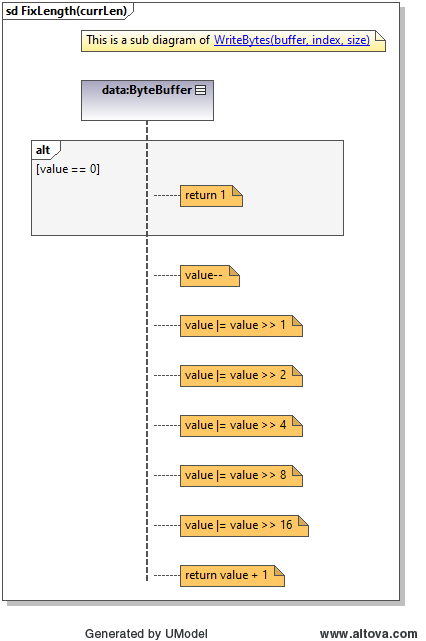 sd FixLength(currLen)
This is a sub diagram of WriteBytes(buffer, index, size)
data:ByteBuffer
alt
[value == 0]
return 1
value--
value |= value >> 1
value |= value >> 2
value |= value >> 4
value |= value >> 8
value |= value >> 16
return value + 1
Generated by UModel
www.altova.com